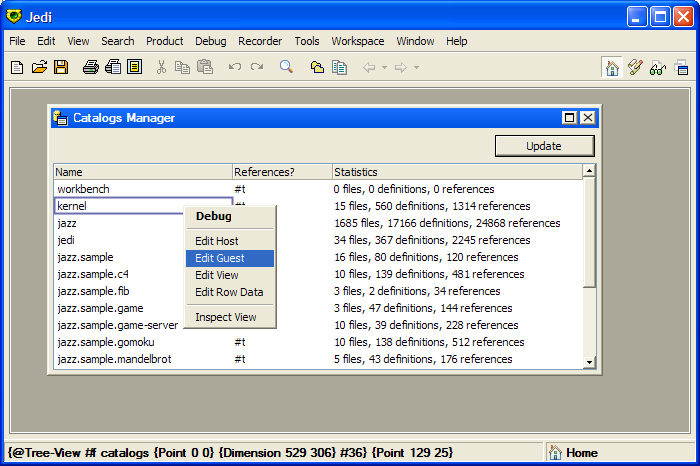 Jedi
File Edit View Search Product Debug Recorder Tools Workspace Window Help
Catalogs Manager
Update
Name References? Statistics
workbench #t 0 files, 0 definitions, 0 references
kernel #t 15 files, 560 definitions, 1314 references
jazz 1685 files, 17166 definitions, 24868 references
jedi 34 files, 367 definitions, 2245 references
jazz.sample 16 files, 80 definitions, 120 references
jazz.sample.c4 10 files, 139 definitions, 481 references
jazz.sample.fib 3 files, 2 definitions, 34 references
jazz.sample.game 3 files, 47 definitions, 144 references
jazz.sample.game-server 10 files, 39 definitions, 228 references
jazz.sample.gomoku #t 10 files, 138 definitions, 512 references
jazz.sample.mandelbrot #t 5 files, 43 definitions, 176 references
Debug
Edit Host
Edit Guest
Edit View
Edit Row Data
Inspect View
{@Tree-View #f catalogs {Point 0 0} {Dimension 529 306} #36} {Point 129 25} Home